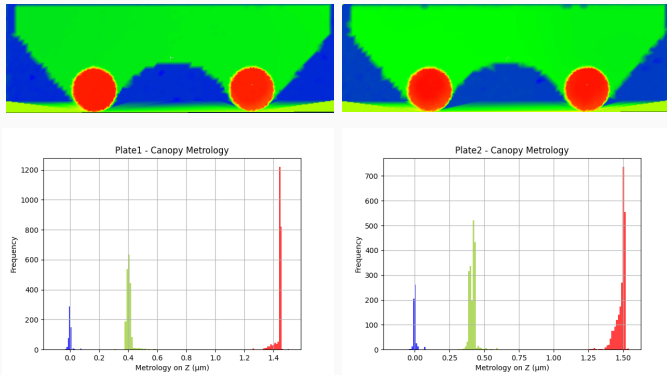 Plate1 - Canopy Metrology
1200
1000
800
600
400
200
0
Frequency
0.0 0.2 0.4 0.6 0.8 1.0 1.2 1.4
Metrology on Z (μm)
Plate2 - Canopy Metrology
700
600
500
400
300
200
100
0
Frequency
0.00 0.25 0.50 0.75 1.00 1.25 1.50
Metrology on Z (μm)